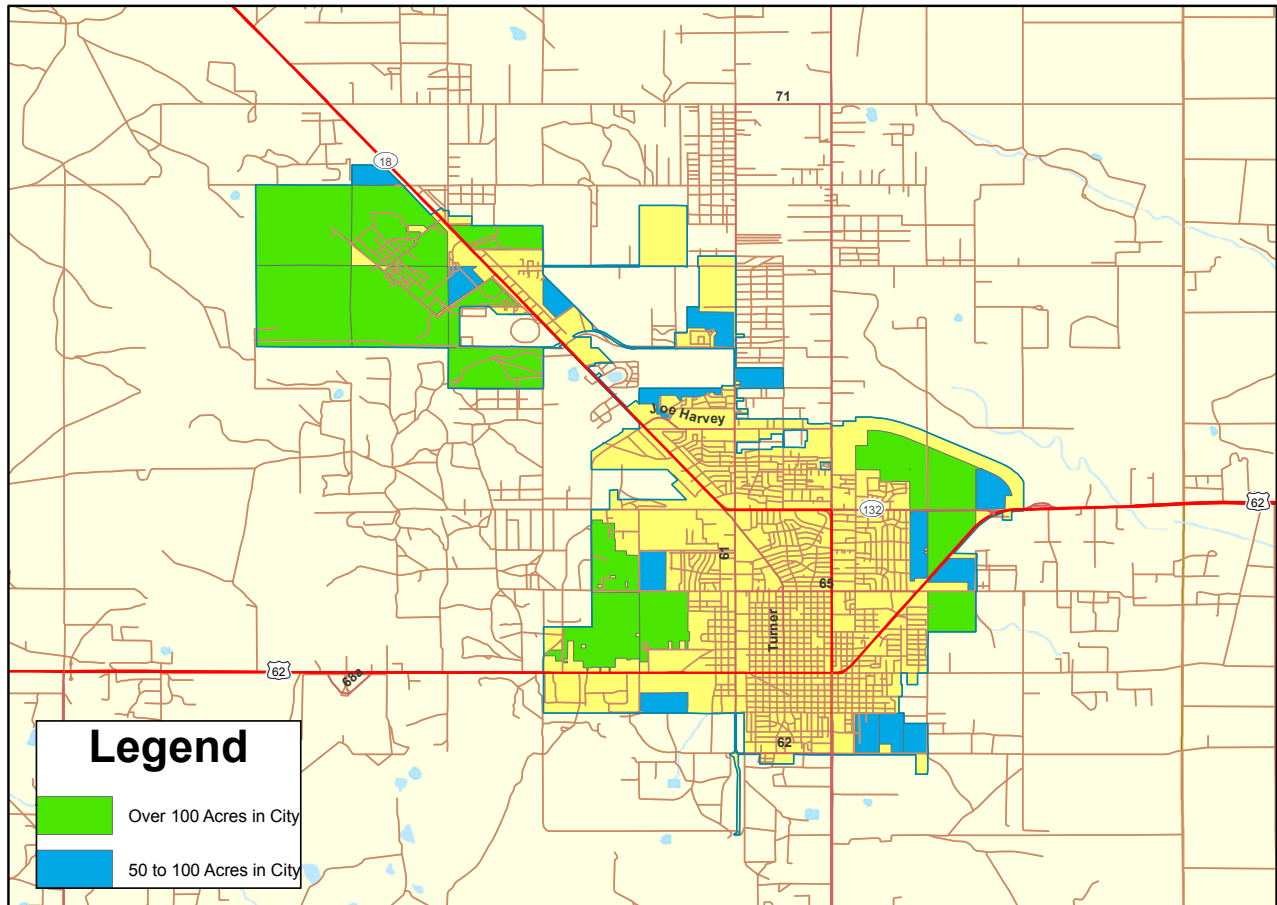 71
18
Joe Harvey
62
132
61
65
Turner
62
68a
62
Legend
Over 100 Acres in City
50 to 100 Acres in City